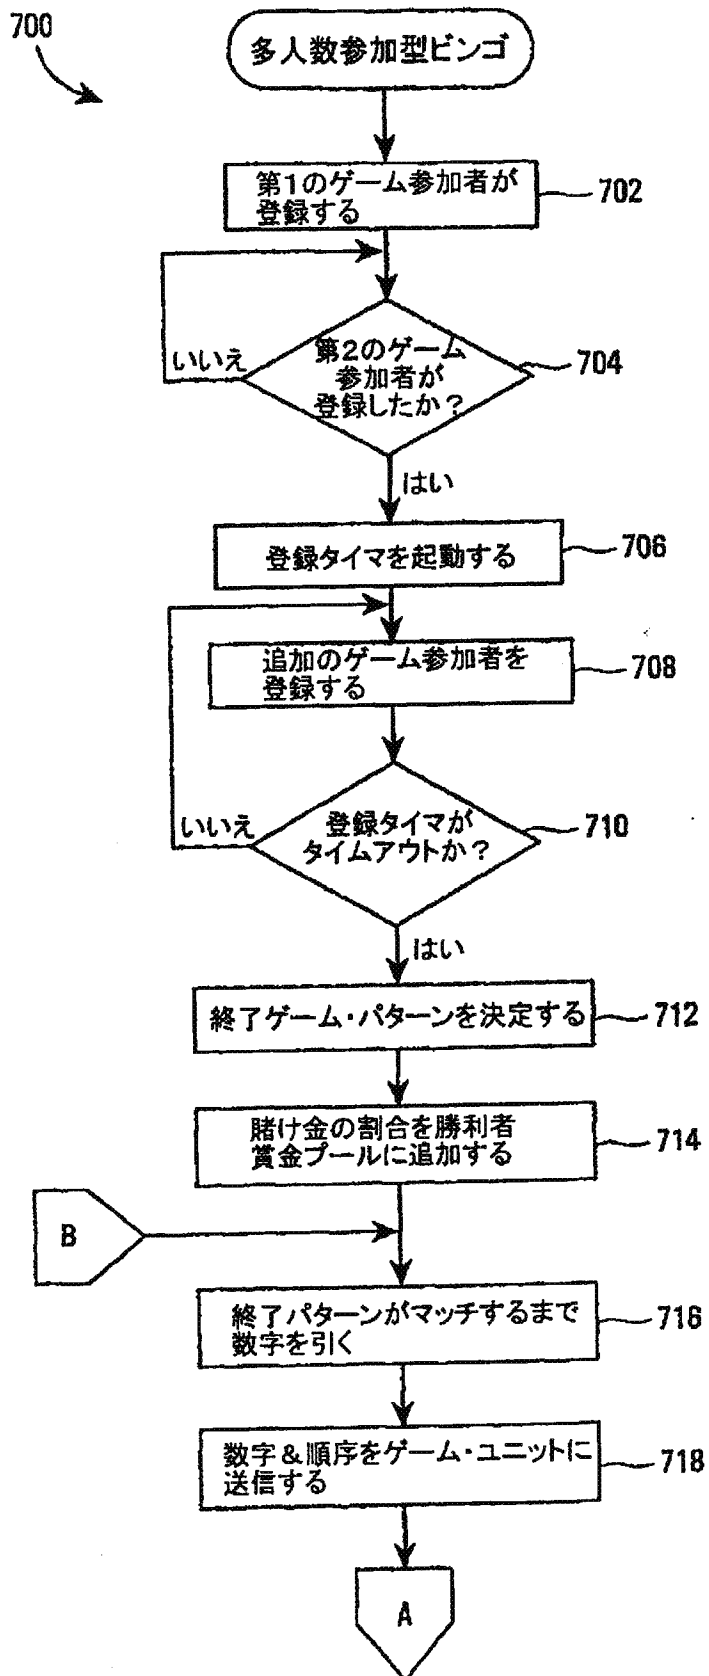 700
多人数参加型ビンゴ
第1のゲーム参加者が
登録する
702
第2のゲーム
参加者が
登録したか？
704
いいえ
はい
登録タイマを起動する
706
追加のゲーム参加者を
登録する
708
登録タイマが
タイムアウトか？
710
いいえ
はい
終了ゲーム・パターンを決定する
712
賭け金の割合を勝利者
賞金プールに追加する
714
B
終了パターンがマッチするまで
数字を引く
716
数字＆順序をゲーム・ユニットに
送信する
718
A